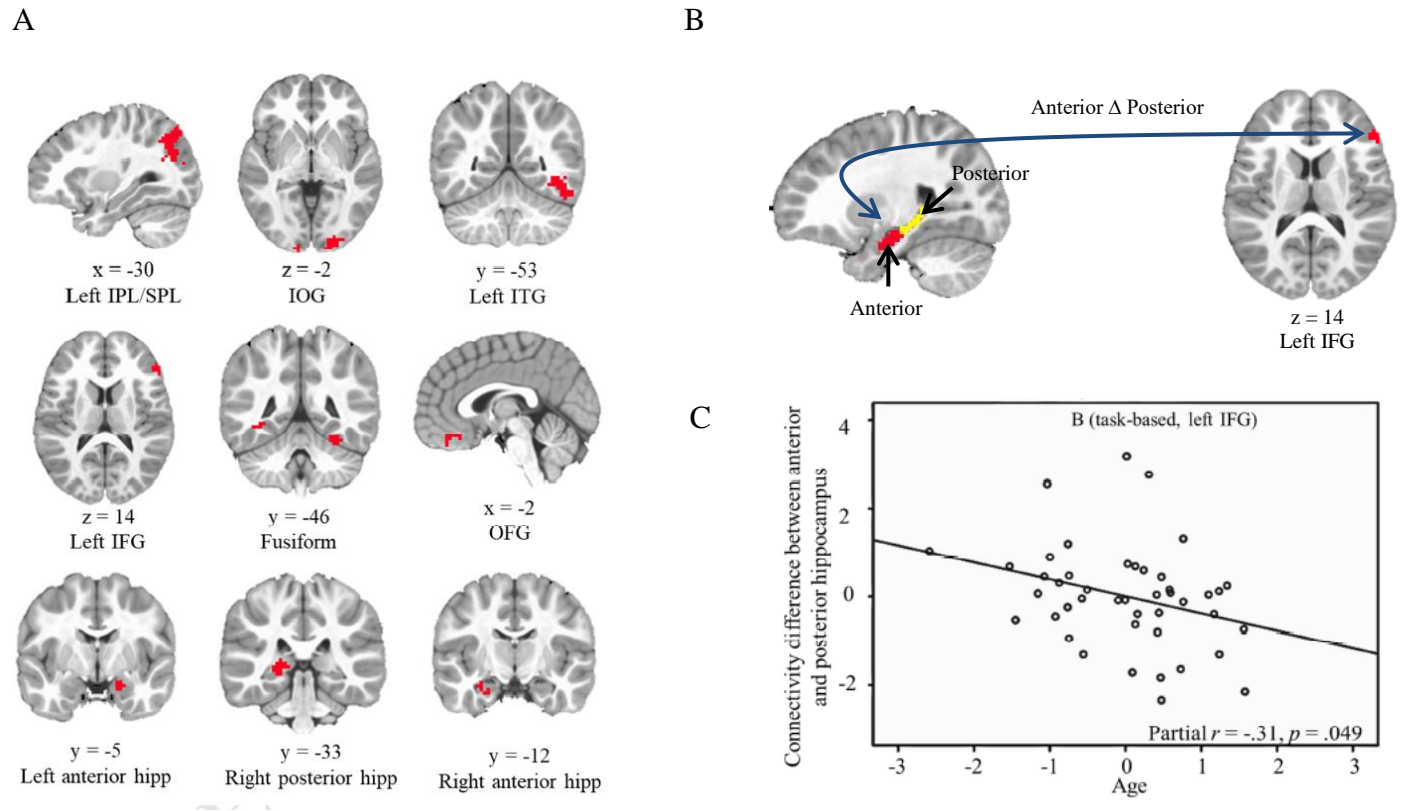 A
x = -30
Left IPL/SPL
z = -2
IOG
y = -53
Left ITG
z = 14
Left IFG
y = -46
Fusiform
x = -2
OFG
y = -5
Left anterior hipp
y = -33
Right posterior hipp
y = -12
Right anterior hipp
B
Anterior Δ Posterior
Posterior
Anterior
z = 14
Left IFG
C
Connectivity difference between anterior
and posterior hippocampus
B (task-based, left IFG)
4
2
0
-2
Partial r = -.31, p = .049
-3 -2 -1 0 1 2 3
Age